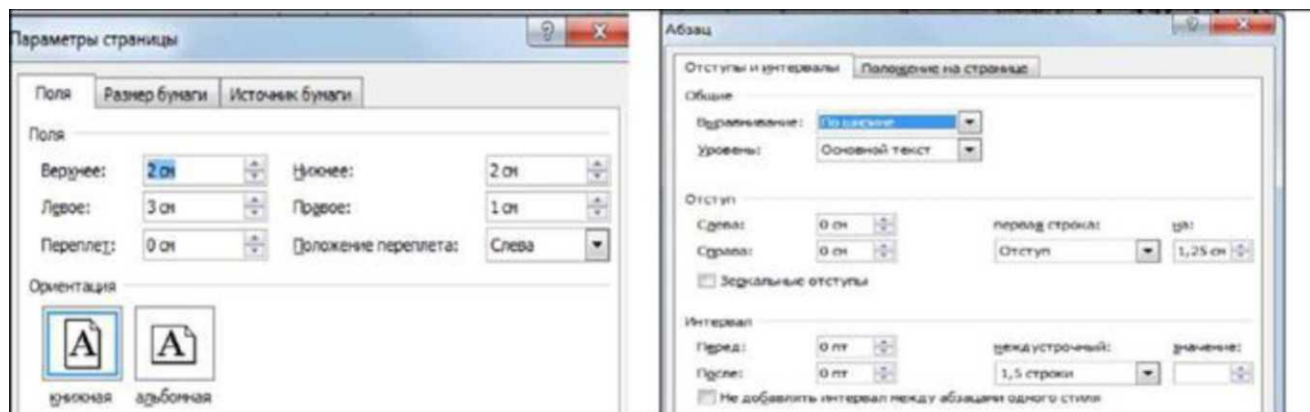 Параметры страницы
Поля Размер бумаги Источник бумаги
Поля
Верхнее: 2 см Нижнее: 2 см
Левое: 3 см Правое: 1 см
Переплет: 0 см Положение переплета: Слева
Ориентация
A A
книжная альбомная
Абзац
Отступы и интервалы Положение на странице
Общие
Выравнивание: По ширине
Уровень: Основной текст
Отступ
Слева: 0 см первая строка: на:
Справа: 0 см Отступ 1,25 см
Зеркальные отступы
Интервал
Перед: 0 пт междустрочный: значение:
После: 0 пт 1,5 строки
Не добавлять интервал между абзацами одного стиля